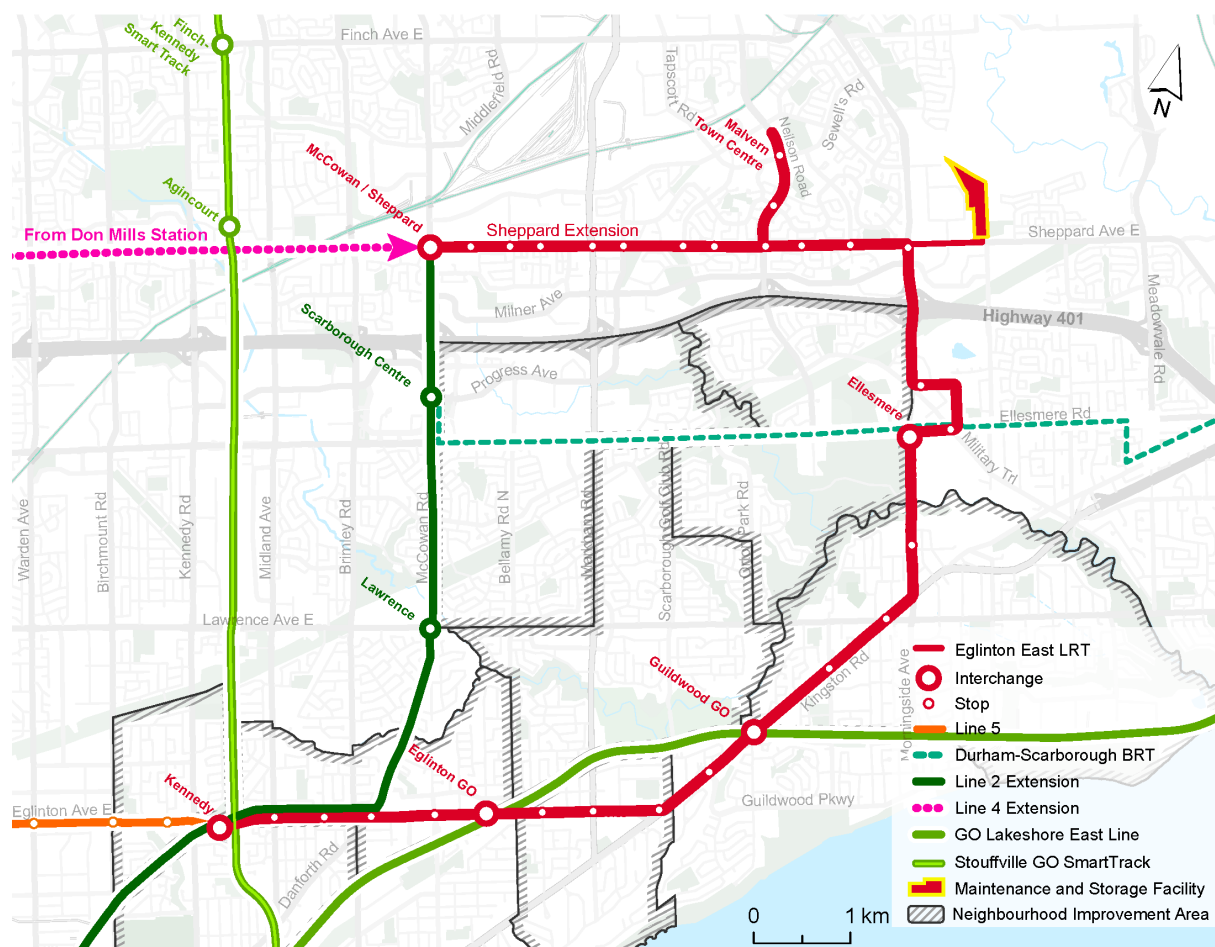 Finch-
Kennedy
Smart Track
Finch Ave E
Middlefield Rd
Tapscott Rd
Sewell's Rd
Neilson Road
Malvern
Town Centre
N
McCowan / Sheppard
Agincourt
From Don Mills Station
Sheppard Extension
Sheppard Ave E
Milner Ave
Highway 401
Meadowvale Rd
Scarborough Centre
Progress Ave
Ellesmere
Ellesmere Rd
Military Trl
Warden Ave
Birchmount Rd
Kennedy Rd
Midland Ave
Brimley Rd
McCowan Rd
Bellamy Rd N
Markham Rd
Scarborough Golf Club Rd
Orton Park Rd
Lawrence
Lawrence Ave E
Guildwood GO
Kingston Rd
Morningside Ave
Eglinton GO
Kennedy
Eglinton Ave E
Guildwood Pkwy
Danforth Rd
Eglinton East LRT
Interchange
Stop
Line 5
Durham-Scarborough BRT
Line 2 Extension
Line 4 Extension
GO Lakeshore East Line
Stouffville GO SmartTrack
Maintenance and Storage Facility
Neighbourhood Improvement Area
0 1 km